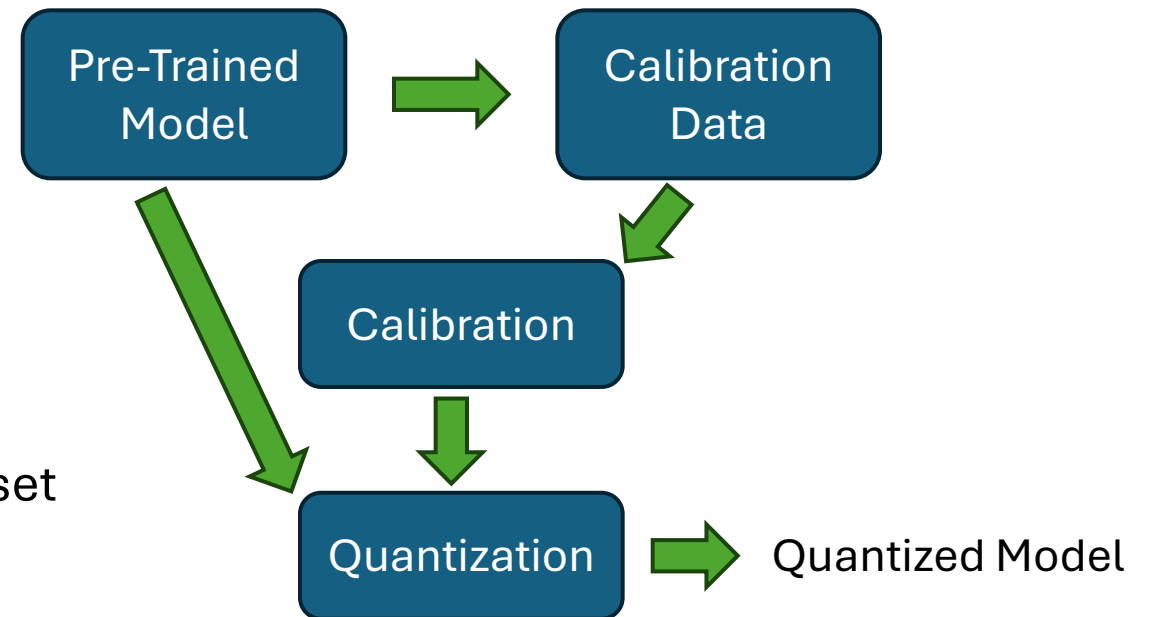 Pre-Trained
Model
Calibration
Data
Calibration
set
Quantization
Quantized Model